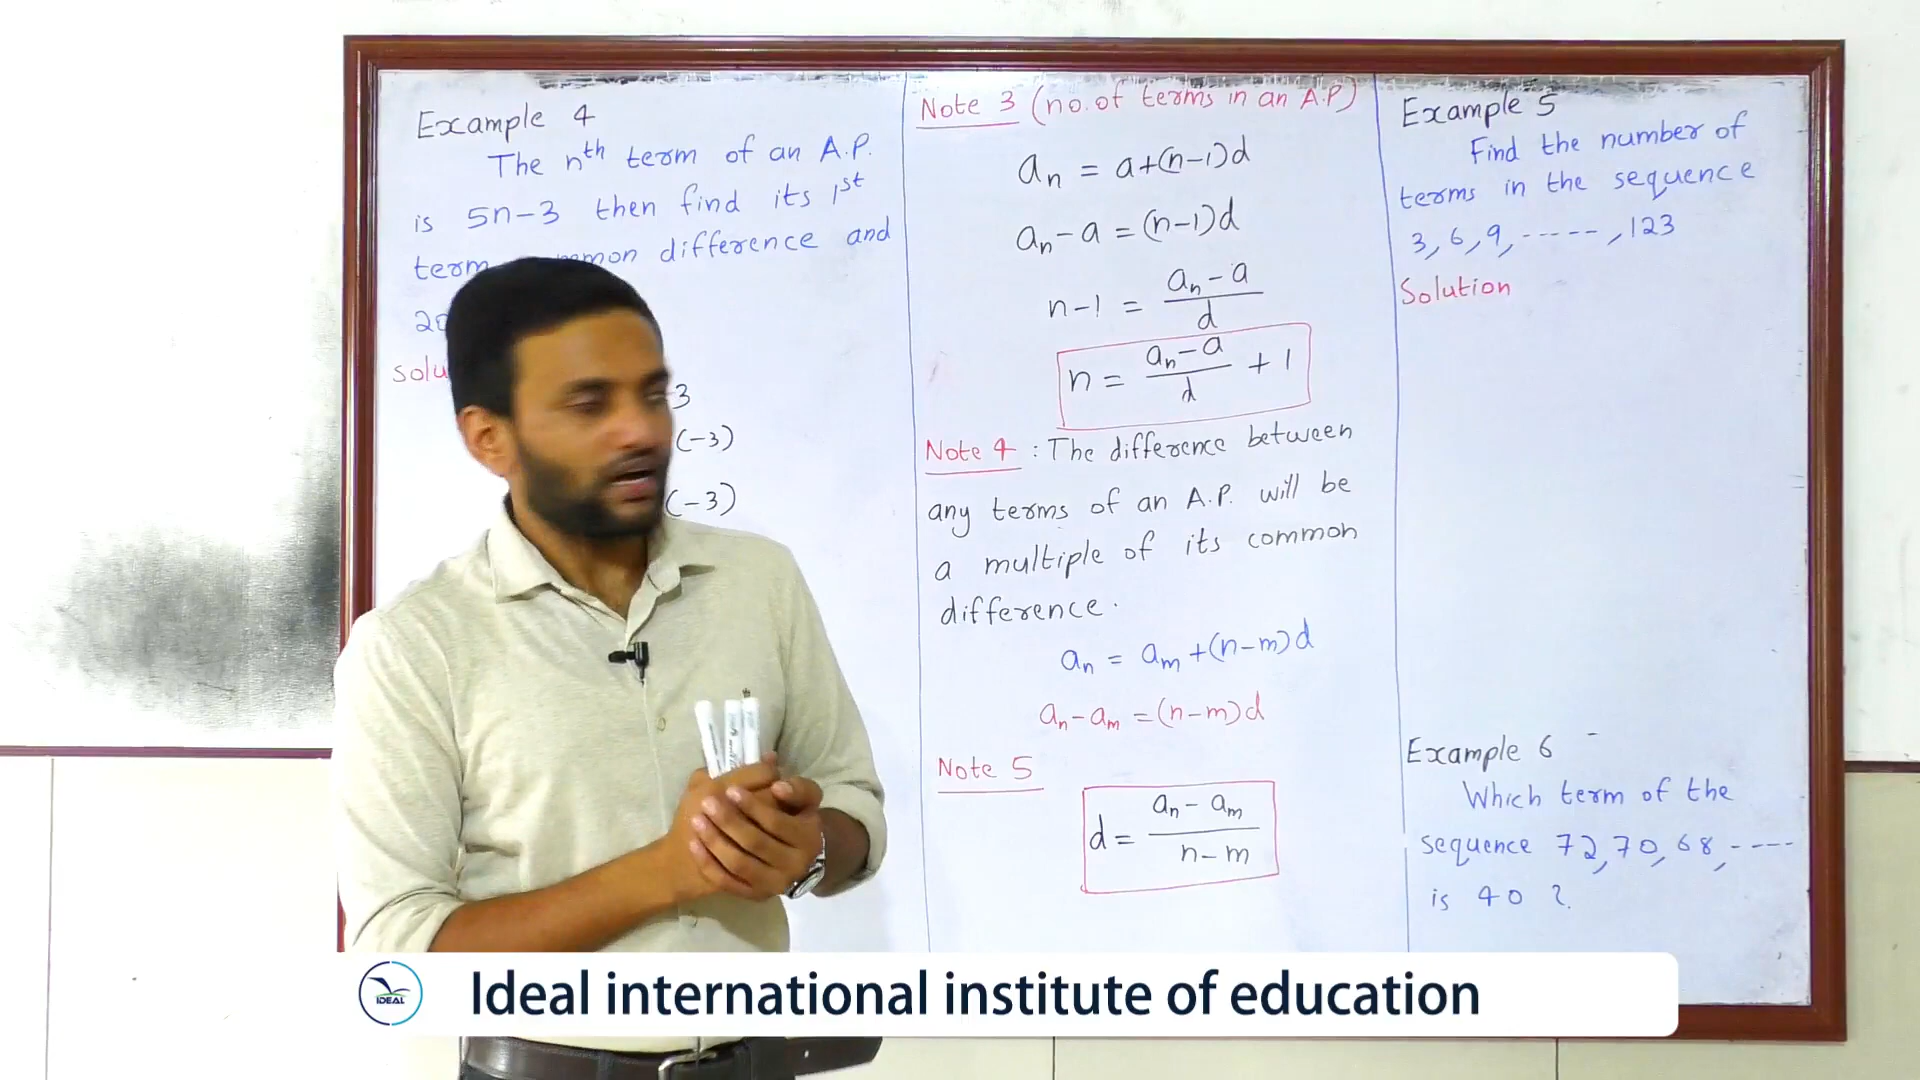 Example 4
The nth term of an A.P.
is 5n-3 then find its 1st
term difference and
3
(-3)
(-3)
Note 3 (no. of terms in an A.P)
aₙ = a+(n-1)d
aₙ-a = (n-1)d
n-1 = (aₙ-a)/d
n = (aₙ-a)/d + 1
Note 4 : The difference between
any terms of an A.P. will be
a multiple of its common
difference.
aₙ = aₘ+(n-m)d
aₙ-aₘ = (n-m)d
Note 5
d = (aₙ-aₘ)/(n-m)
Example 5
Find the number of
terms in the sequence
3, 6, 9, ----- , 123
Solution
Example 6
Which term of the
sequence 72, 70, 68, ----
is 40 ?.
IDEAL
Ideal international institute of education